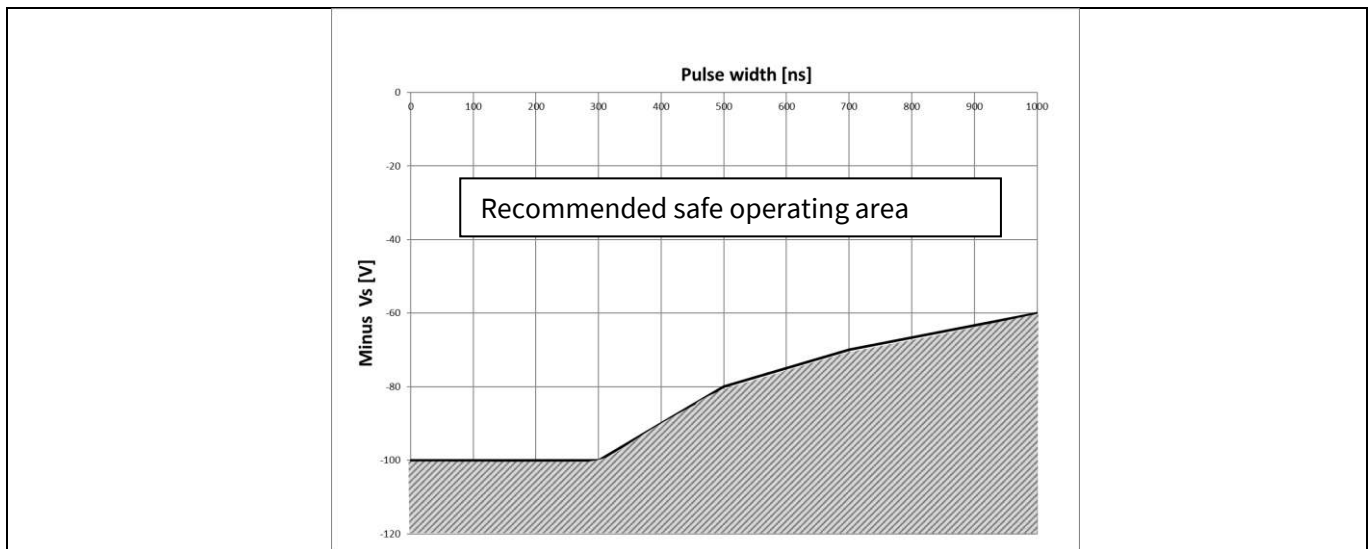 Pulse width [ns]
0
0 100 200 300 400 500 600 700 800 900 1000
-20
Recommended safe operating area
-40
Minus Vs [V]
-60
-80
-100
-120